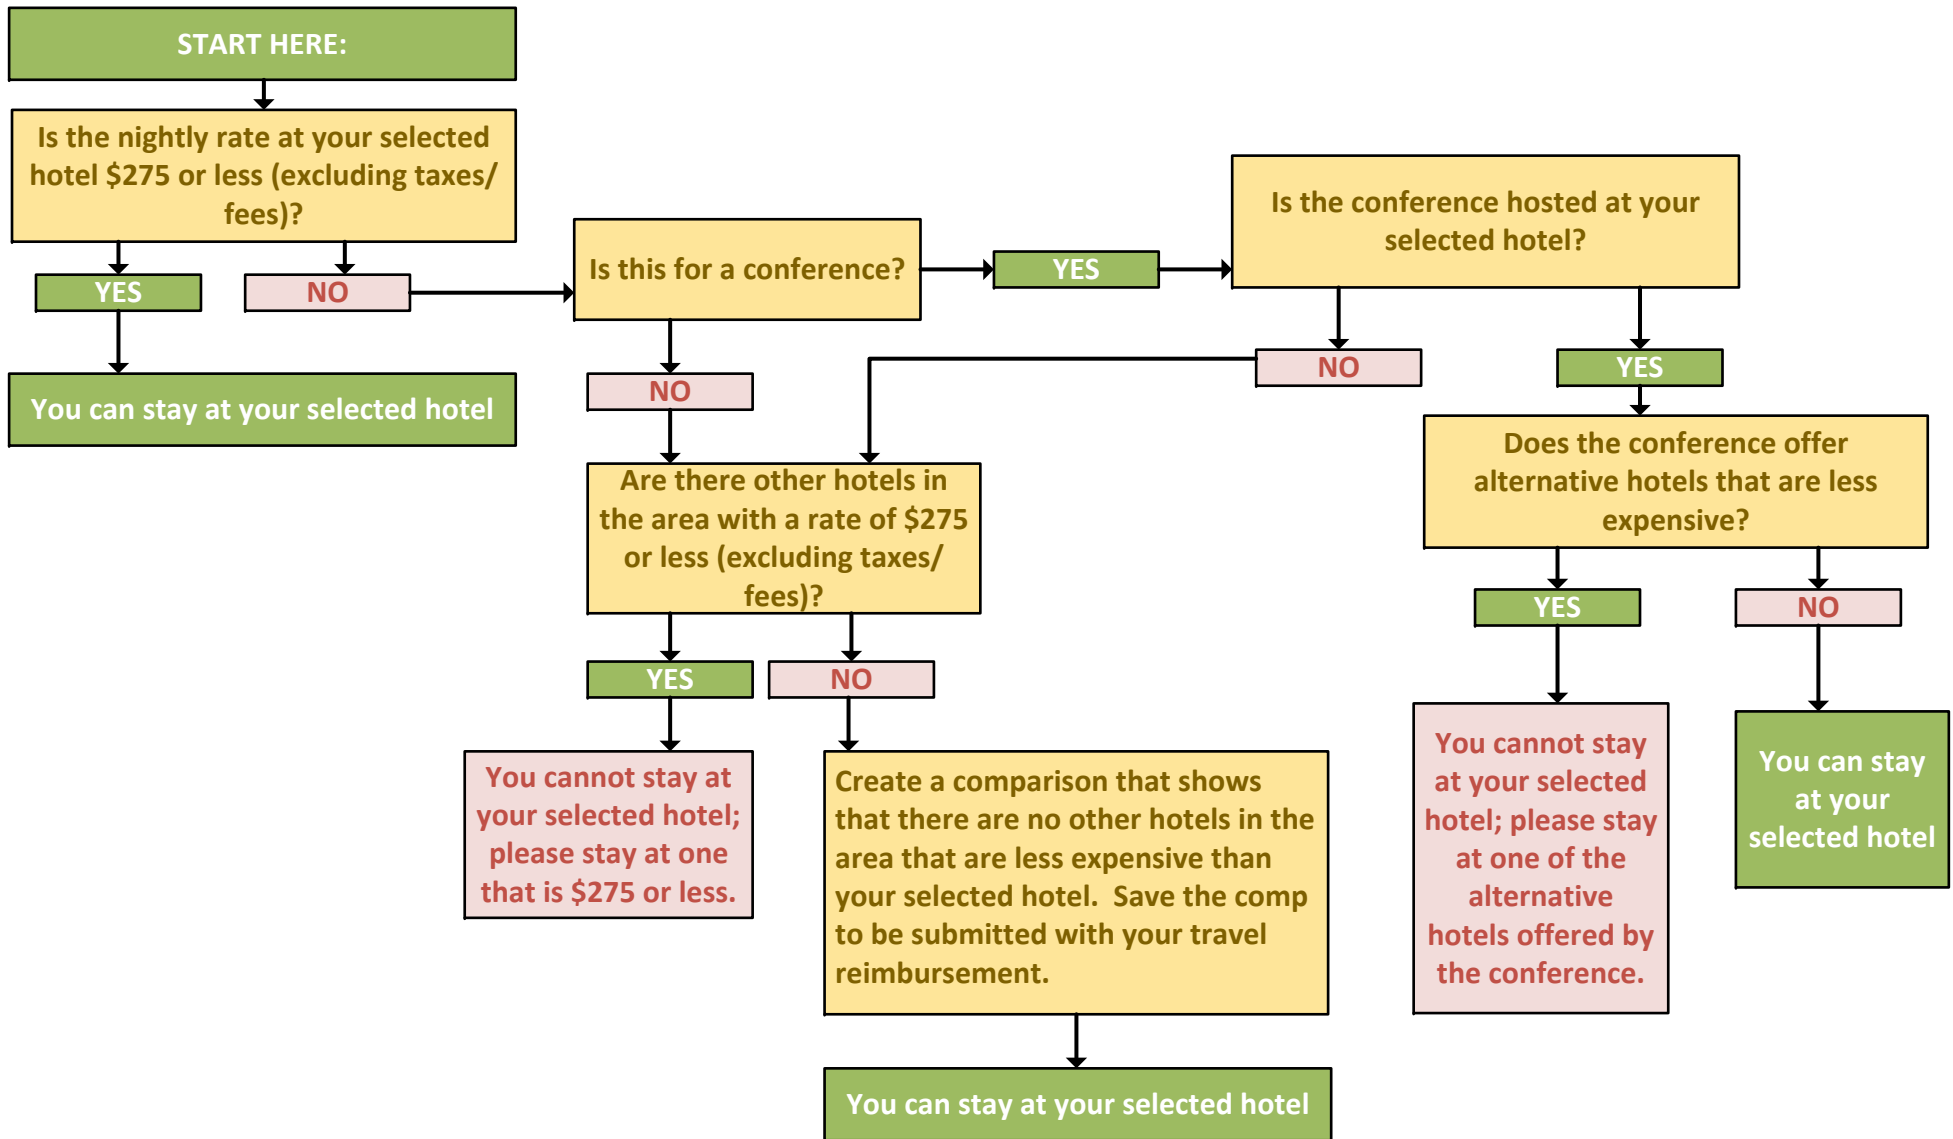 START HERE:
Is the nightly rate at your selected
hotel $275 or less (excluding taxes/
fees)?
YES
NO
You can stay at your selected hotel
Is this for a conference?
YES
NO
Is the conference hosted at your
selected hotel?
NO
YES
Are there other hotels in
the area with a rate of $275
or less (excluding taxes/
fees)?
YES
NO
You cannot stay at
your selected hotel;
please stay at one
that is $275 or less.
Create a comparison that shows
that there are no other hotels in the
area that are less expensive than
your selected hotel.  Save the comp
to be submitted with your travel
reimbursement.
You can stay at your selected hotel
Does the conference offer
alternative hotels that are less
expensive?
YES
NO
You cannot stay
at your selected
hotel; please stay
at one of the
alternative
hotels offered by
the conference.
You can stay
at your
selected hotel